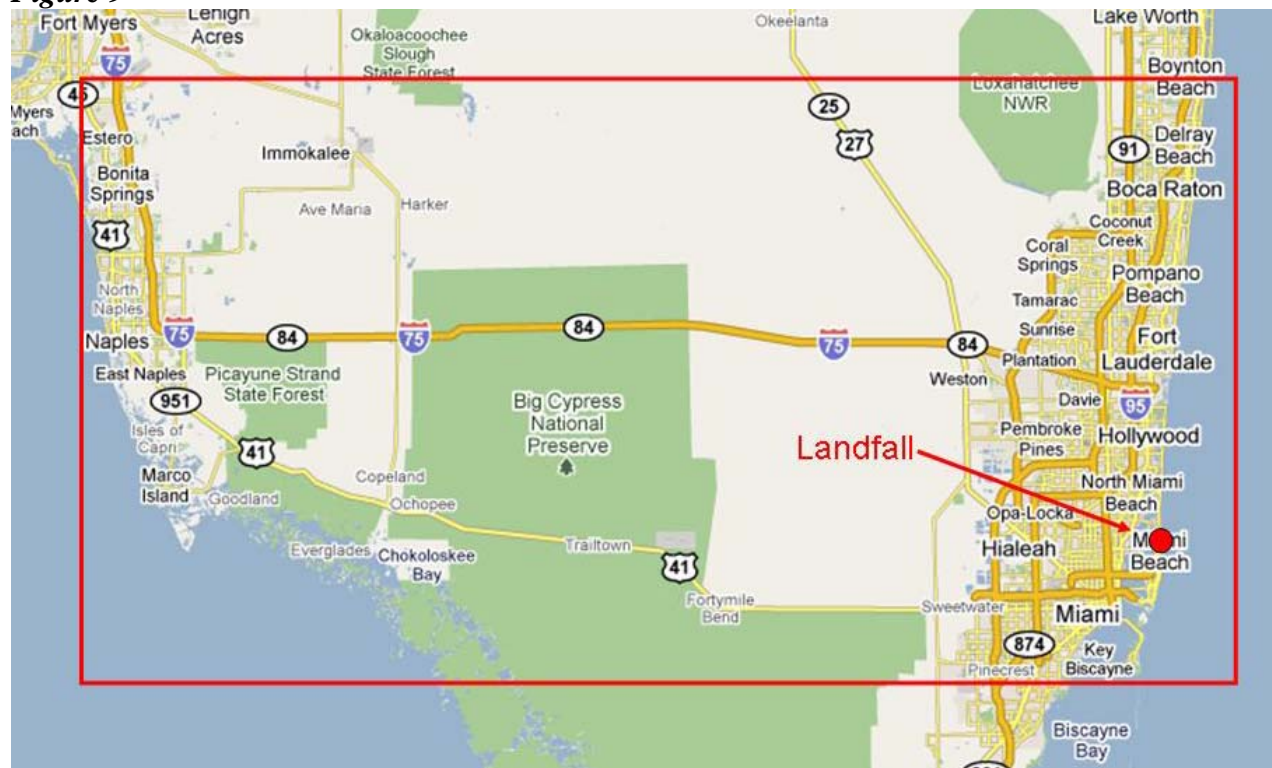 Fort Myers
Lehigh
Acres
Okaloacoochee
Slough
State Forest
Okeelanta
Lake Worth
75
Boynton
Beach
Loxahatchee
NWR
45
Myers
ach
25
27
Estero
Immokalee
91
Delray
Beach
Bonita
Springs
Boca Raton
Ave Maria
Harker
41
Coconut
Creek
Coral
Springs
North
Naples
Pompano
Beach
Tamarac
75
84
75
84
75
84
Sunrise
Fort
Lauderdale
Naples
Plantation
East Naples
Picayune Strand
State Forest
Weston
951
Big Cypress
National
Preserve
Davie
95
Isles of
Capri
Pembroke
Pines
Hollywood
41
Landfall
Marco
Island
Goodland
Copeland
Ochopee
North Miami
Beach
Opa-Locka
Everglades
Chokoloskee
Bay
Trailtown
Hialeah
Beach
41
Fortymile
Bend
Sweetwater
Miami
874
Key
Biscayne
Pinecrest
Biscayne
Bay